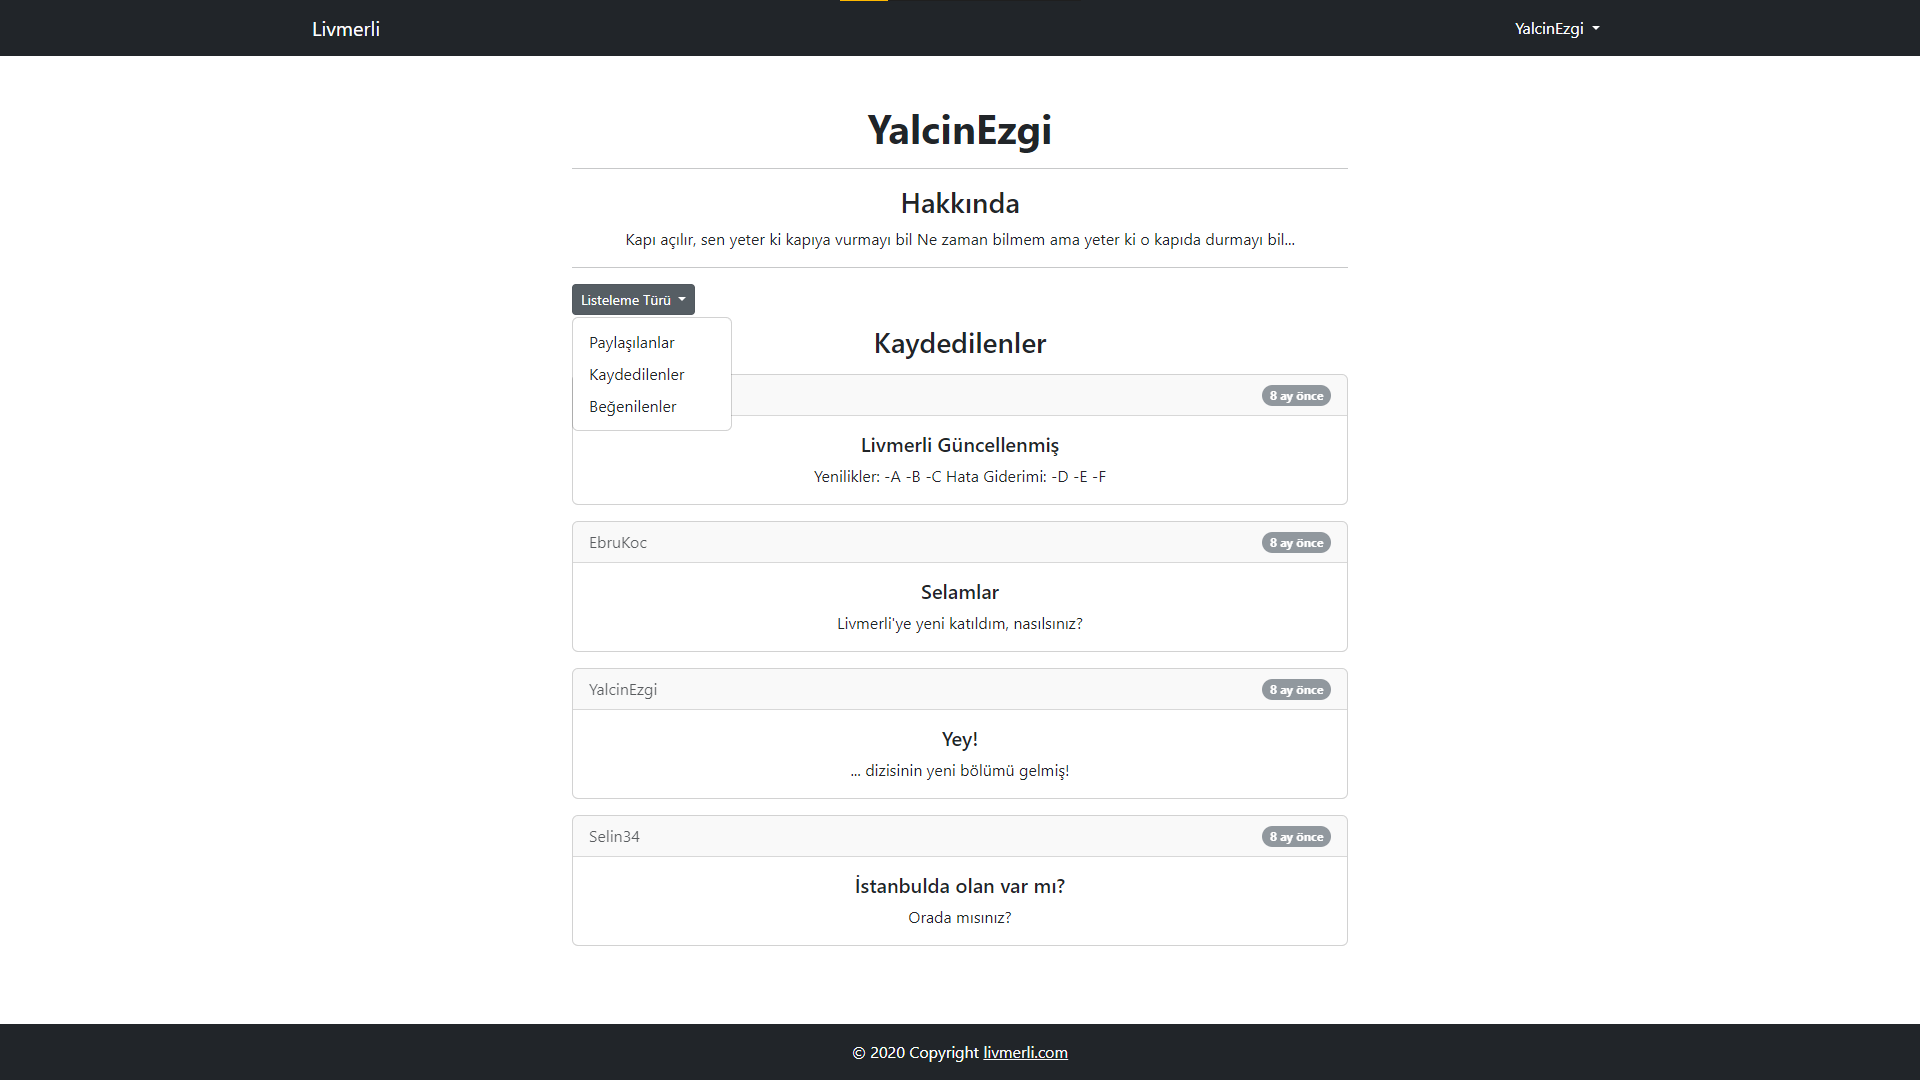 Livmerli
YalcinEzgi
YalcinEzgi
Hakkında
Kapı açılır, sen yeter ki kapıya vurmayı bil Ne zaman bilmem ama yeter ki o kapıda durmayı bil...
Listeleme Türü
Paylaşılanlar
Kaydedilenler
Beğenilenler
Kaydedilenler
8 ay önce
Livmerli Güncellenmiş
Yenilikler: -A -B -C Hata Giderimi: -D -E -F
EbruKoc
8 ay önce
Selamlar
Livmerli'ye yeni katıldım, nasılsınız?
YalcinEzgi
8 ay önce
Yey!
... dizisinin yeni bölümü gelmiş!
Selin34
8 ay önce
İstanbulda olan var mı?
Orada mısınız?
© 2020 Copyright livmerli.com